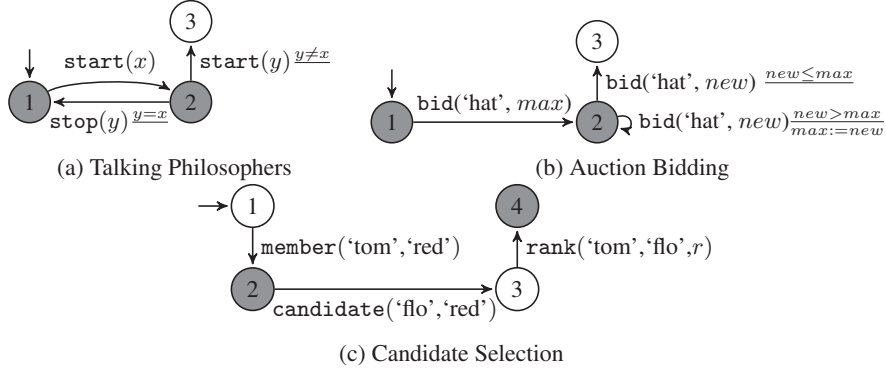 3
start(x)
start(y) y≠x
1
2
stop(y) y=x
(a) Talking Philosophers
3
bid(‘hat’, new) new≤max
bid(‘hat’, max)
1
2
bid(‘hat’, new) new>max
max:=new
(b) Auction Bidding
1
4
member(‘tom’,‘red’)
rank(‘tom’,‘flo’,r)
2
3
candidate(‘flo’,‘red’)
(c) Candidate Selection